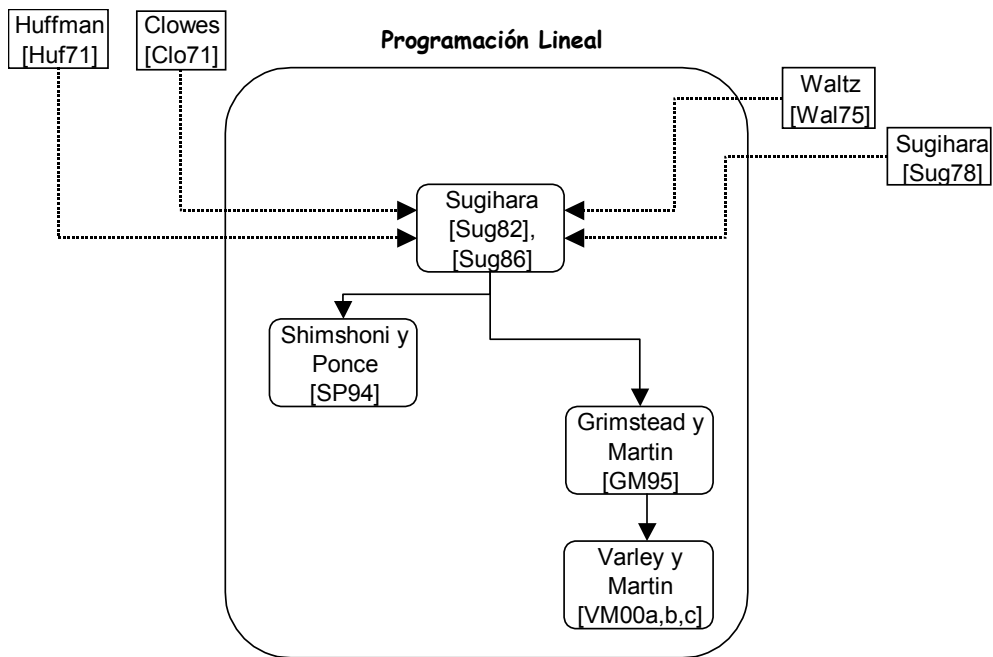 Huffman
[Huf71]
Clowes
[Clo71]
Programación Lineal
Waltz
[Wal75]
Sugihara
[Sug78]
Sugihara
[Sug82],
[Sug86]
Shimshoni y
Ponce
[SP94]
Grimstead y
Martin
[GM95]
Varley y
Martin
[VM00a,b,c]